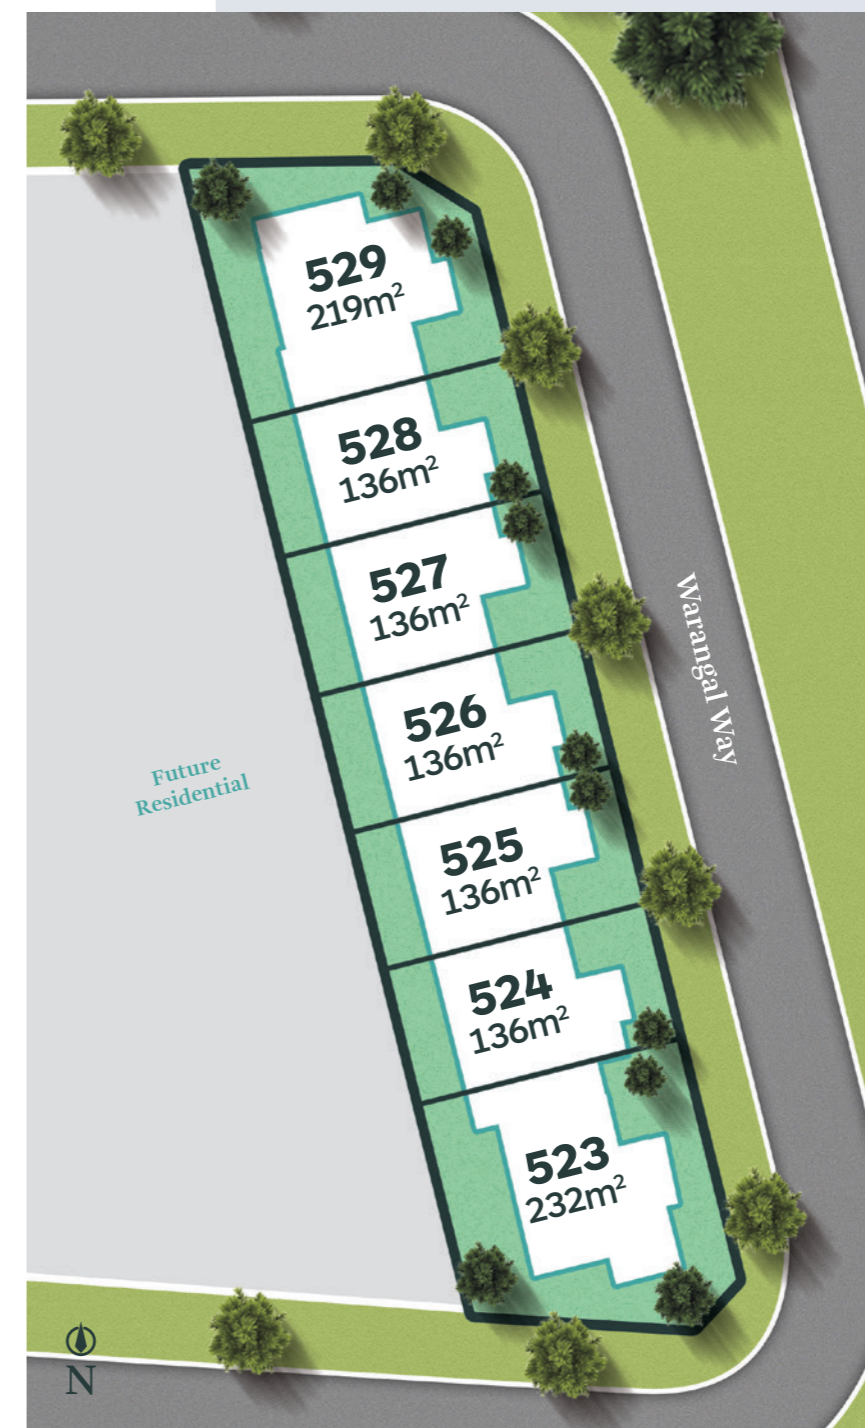 529
219m²
528
136m²
527
136m²
526
136m²
525
136m²
524
136m²
523
232m²
Warangal Way
Future
Residential
N